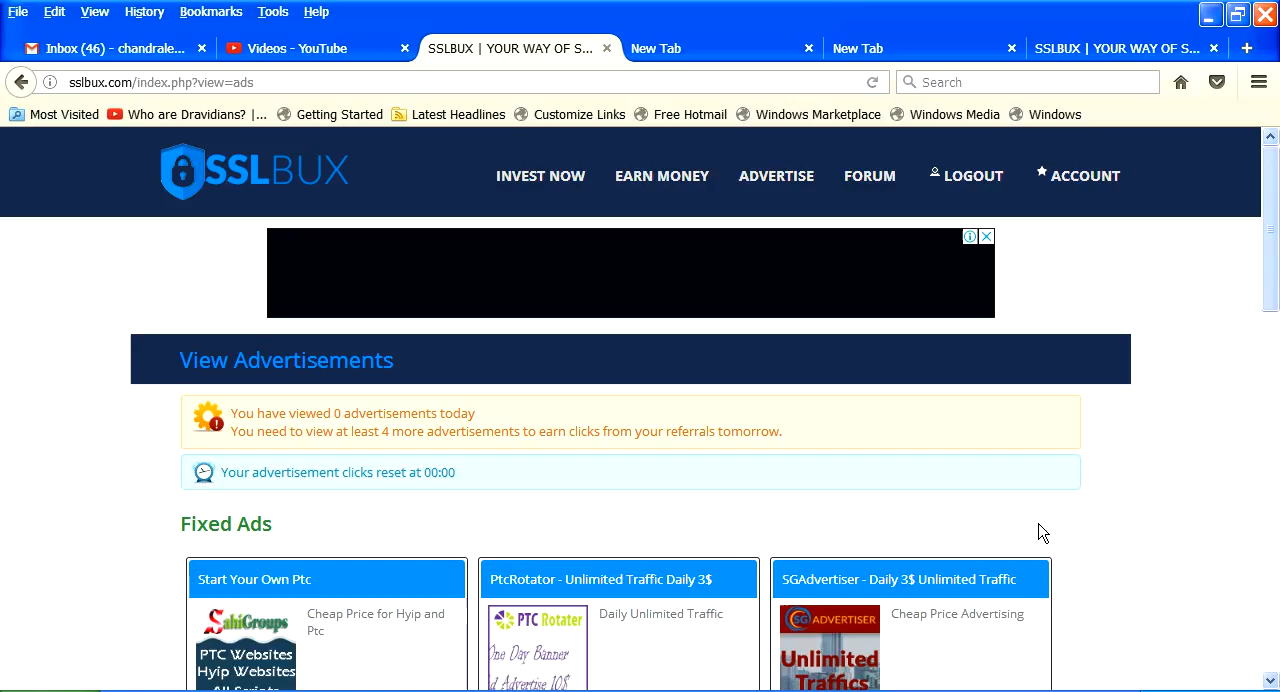 File Edit View History Bookmarks Tools Help
Inbox (46) - chandrale... Videos - YouTube SSLBUX | YOUR WAY OF S... New Tab New Tab SSLBUX | YOUR WAY OF S...
sslbux.com/index.php?view=ads Search
Most Visited Who are Dravidians? |... Getting Started Latest Headlines Customize Links Free Hotmail Windows Marketplace Windows Media Windows
SSLBUX INVEST NOW EARN MONEY ADVERTISE FORUM LOGOUT ACCOUNT
View Advertisements
You have viewed 0 advertisements today
You need to view at least 4 more advertisements to earn clicks from your referrals tomorrow.
Your advertisement clicks reset at 00:00
Fixed Ads
Start Your Own Ptc PtcRotator - Unlimited Traffic Daily 3$ SGAdvertiser - Daily 3$ Unlimited Traffic
SahiGroups Cheap Price for Hyip and PTC Rotater Daily Unlimited Traffic SG ADVERTISER Cheap Price Advertising
Ptc
PTC Websites One Day Banner Unlimited
Hyip Websites d Advertise 10$ Traffics
All Scripts